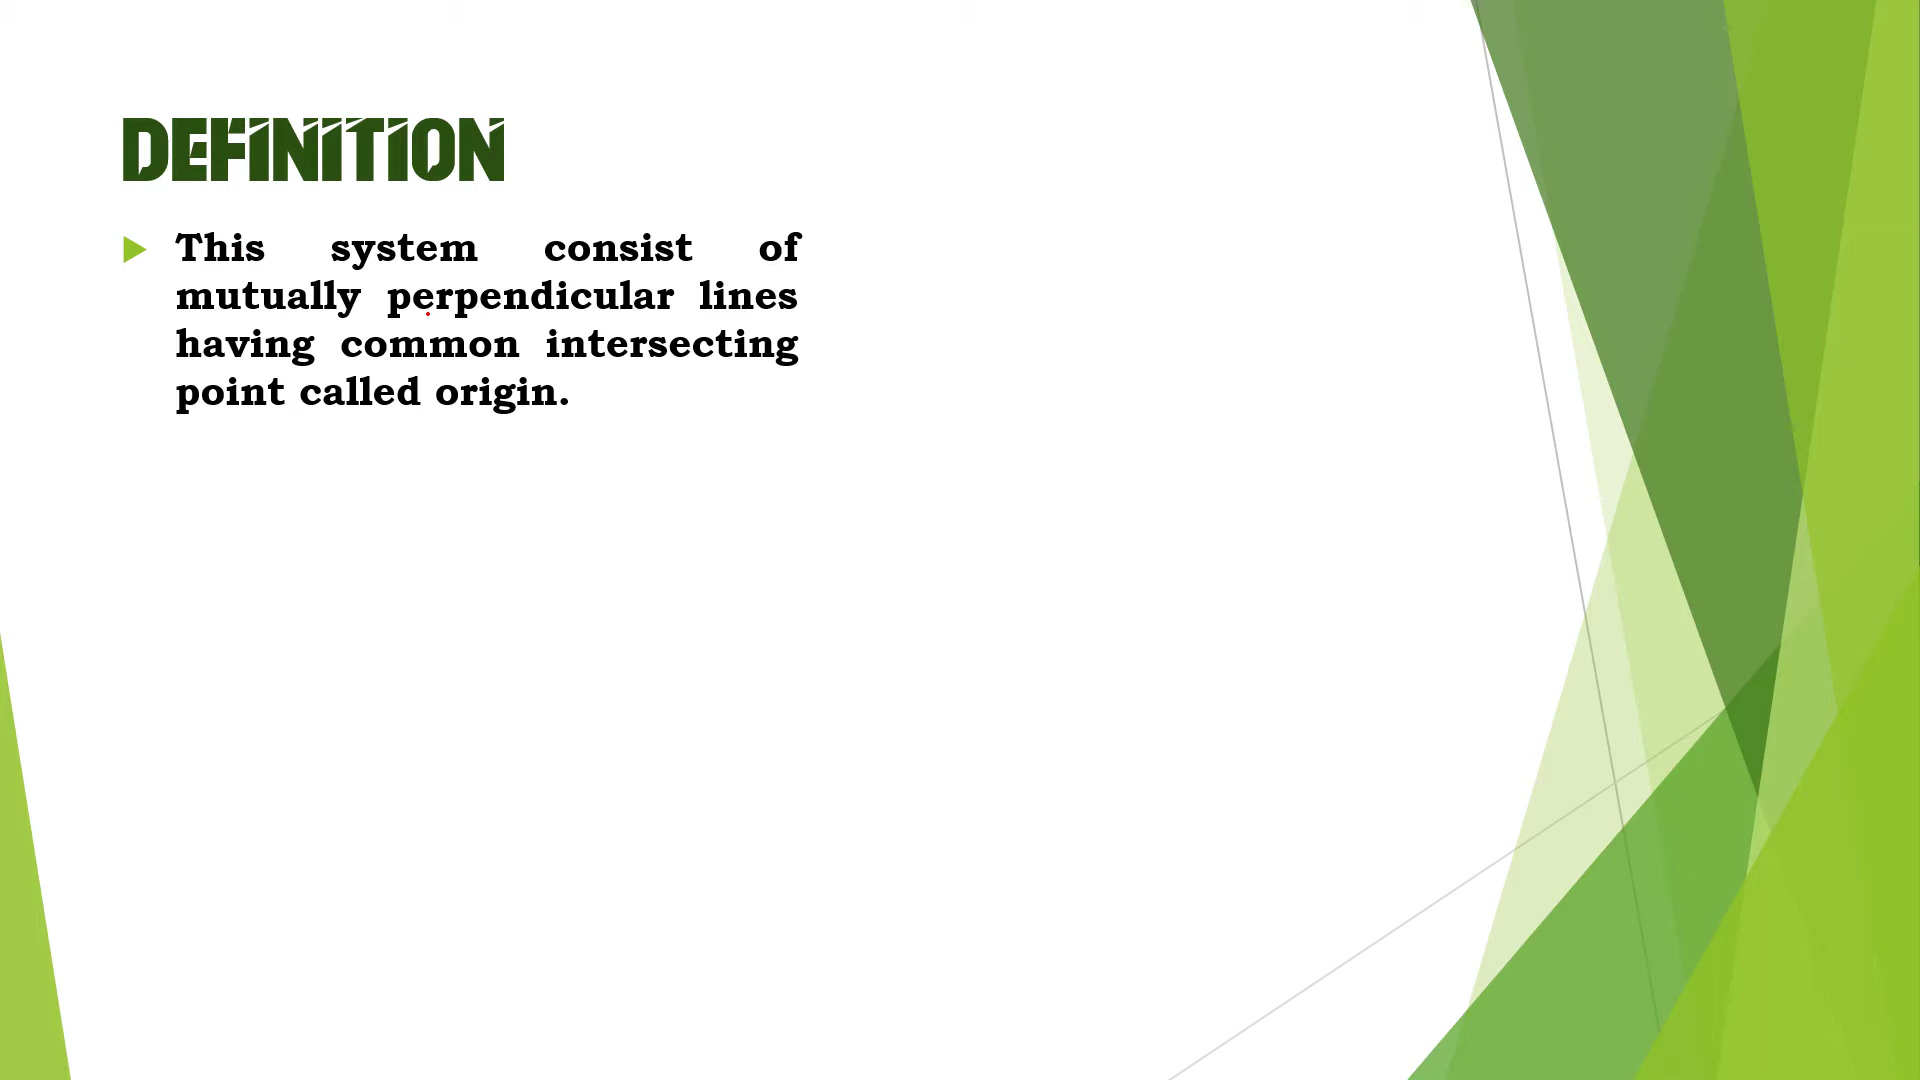 DEFINITION
This system consist of
mutually perpendicular lines
having common intersecting
point called origin.